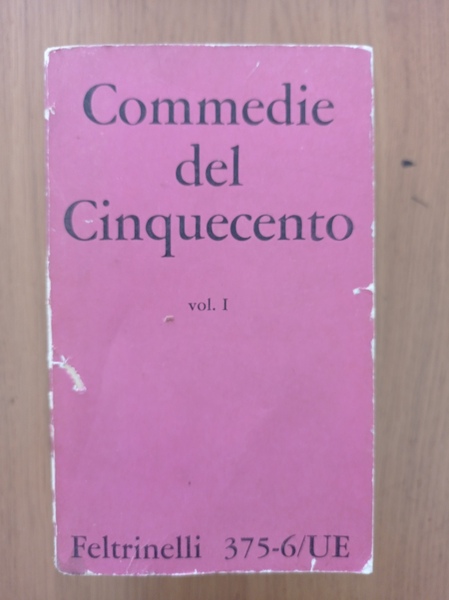 Commedie
del
Cinquecento
vol. I
Feltrinelli 375-6/UE